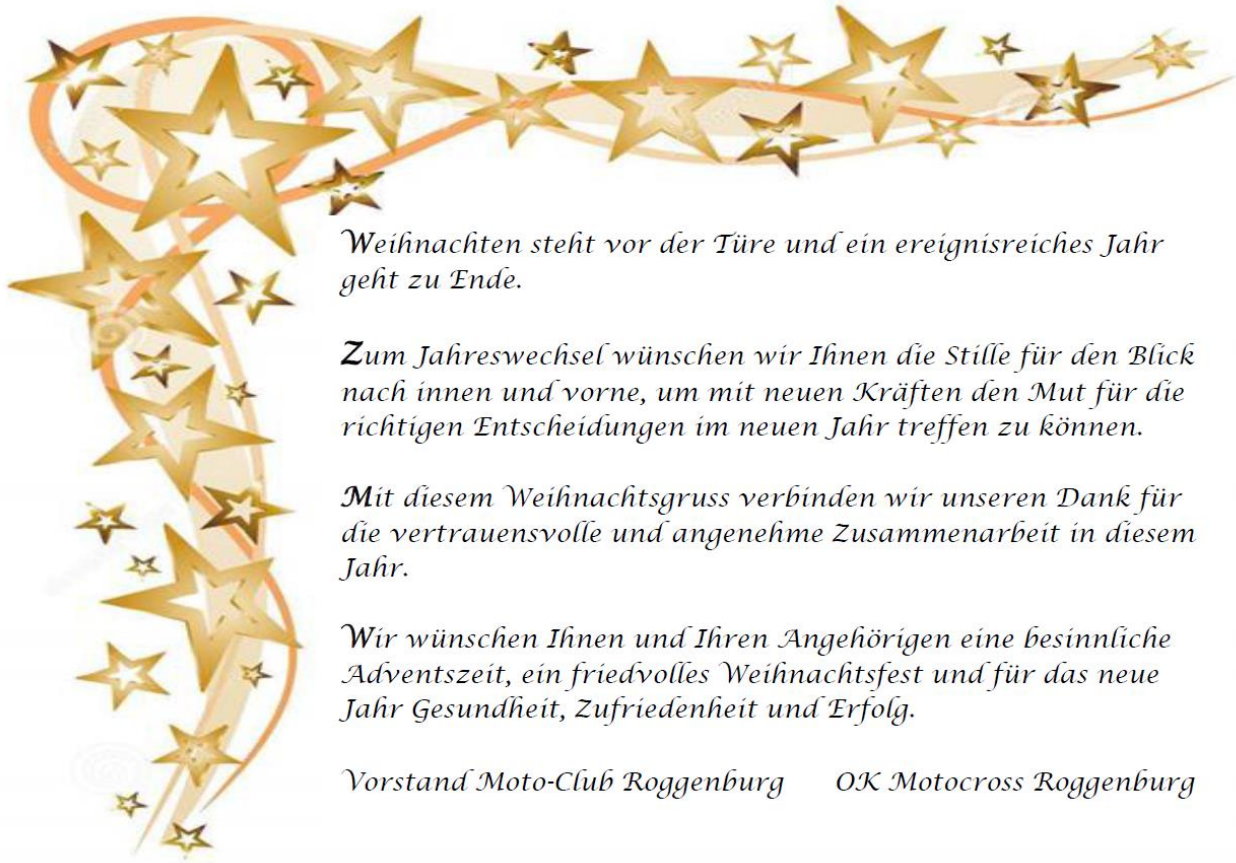 Weihnachten steht vor der Türe und ein ereignisreiches Jahr
geht zu Ende.
Zum Jahreswechsel wünschen wir Ihnen die Stille für den Blick
nach innen und vorne, um mit neuen Kräften den Mut für die
richtigen Entscheidungen im neuen Jahr treffen zu können.
Mit diesem Weihnachtsgruss verbinden wir unseren Dank für
die vertrauensvolle und angenehme Zusammenarbeit in diesem
Jahr.
Wir wünschen Ihnen und Ihren Angehörigen eine besinnliche
Adventszeit, ein friedvolles Weihnachtsfest und für das neue
Jahr Gesundheit, Zufriedenheit und Erfolg.
Vorstand Moto-Club Roggenburg OK Motocross Roggenburg